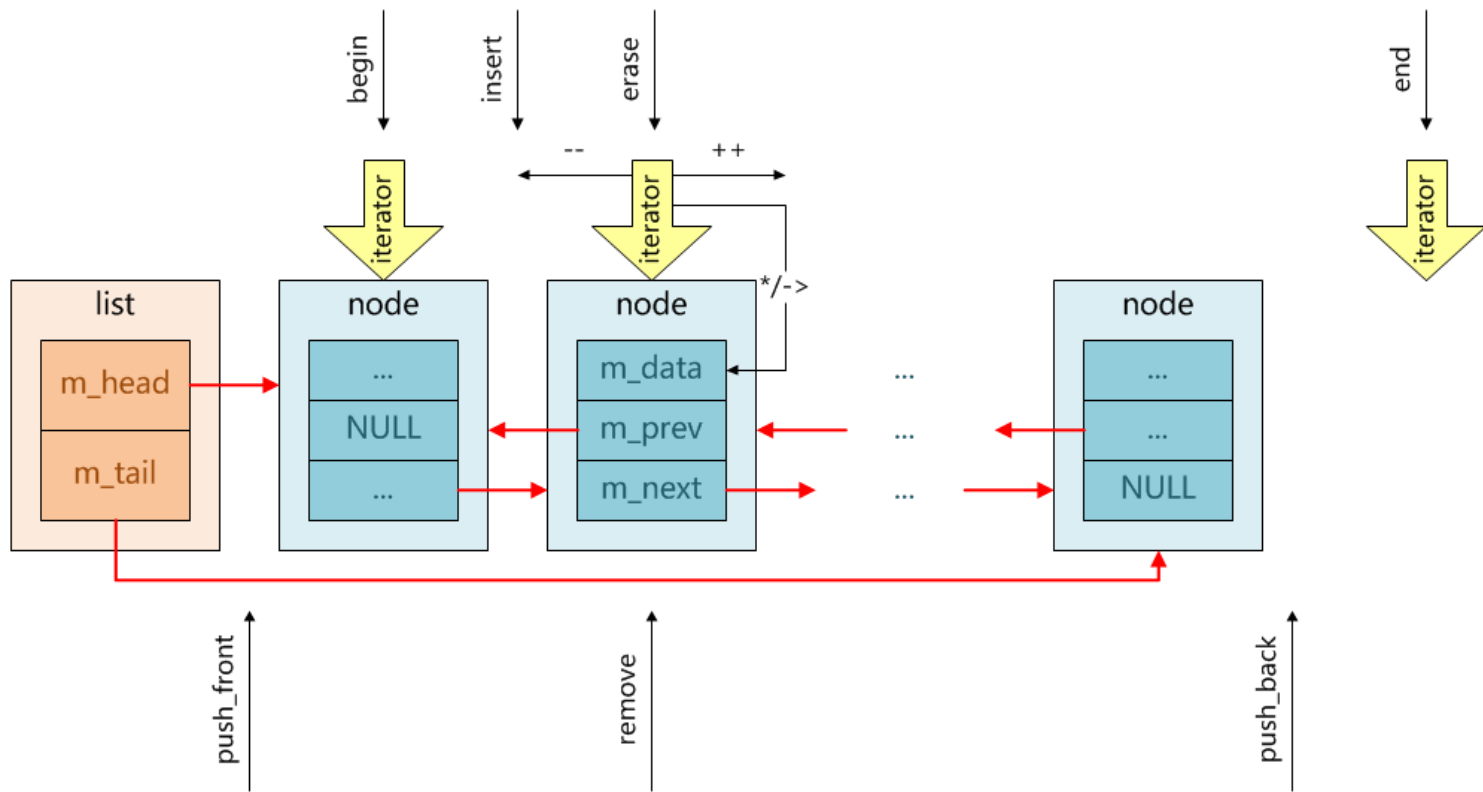 begin
insert
erase
end
--
++
iterator
iterator
iterator
*/->
list
node
node
node
m_head
...
m_data
...
...
NULL
m_prev
...
...
m_tail
...
m_next
...
NULL
push_front
remove
push_back